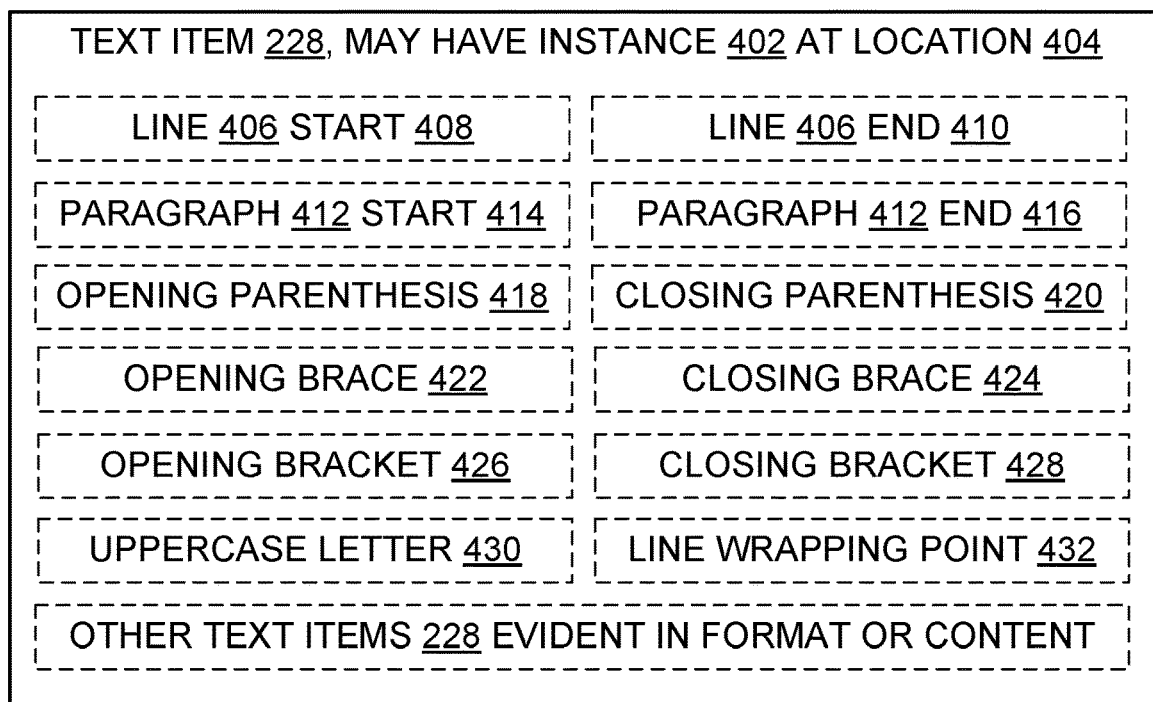 TEXT ITEM 228, MAY HAVE INSTANCE 402 AT LOCATION 404
LINE 406 START 408
LINE 406 END 410
PARAGRAPH 412 START 414
PARAGRAPH 412 END 416
OPENING PARENTHESIS 418
CLOSING PARENTHESIS 420
OPENING BRACE 422
CLOSING BRACE 424
OPENING BRACKET 426
CLOSING BRACKET 428
UPPERCASE LETTER 430
LINE WRAPPING POINT 432
OTHER TEXT ITEMS 228 EVIDENT IN FORMAT OR CONTENT